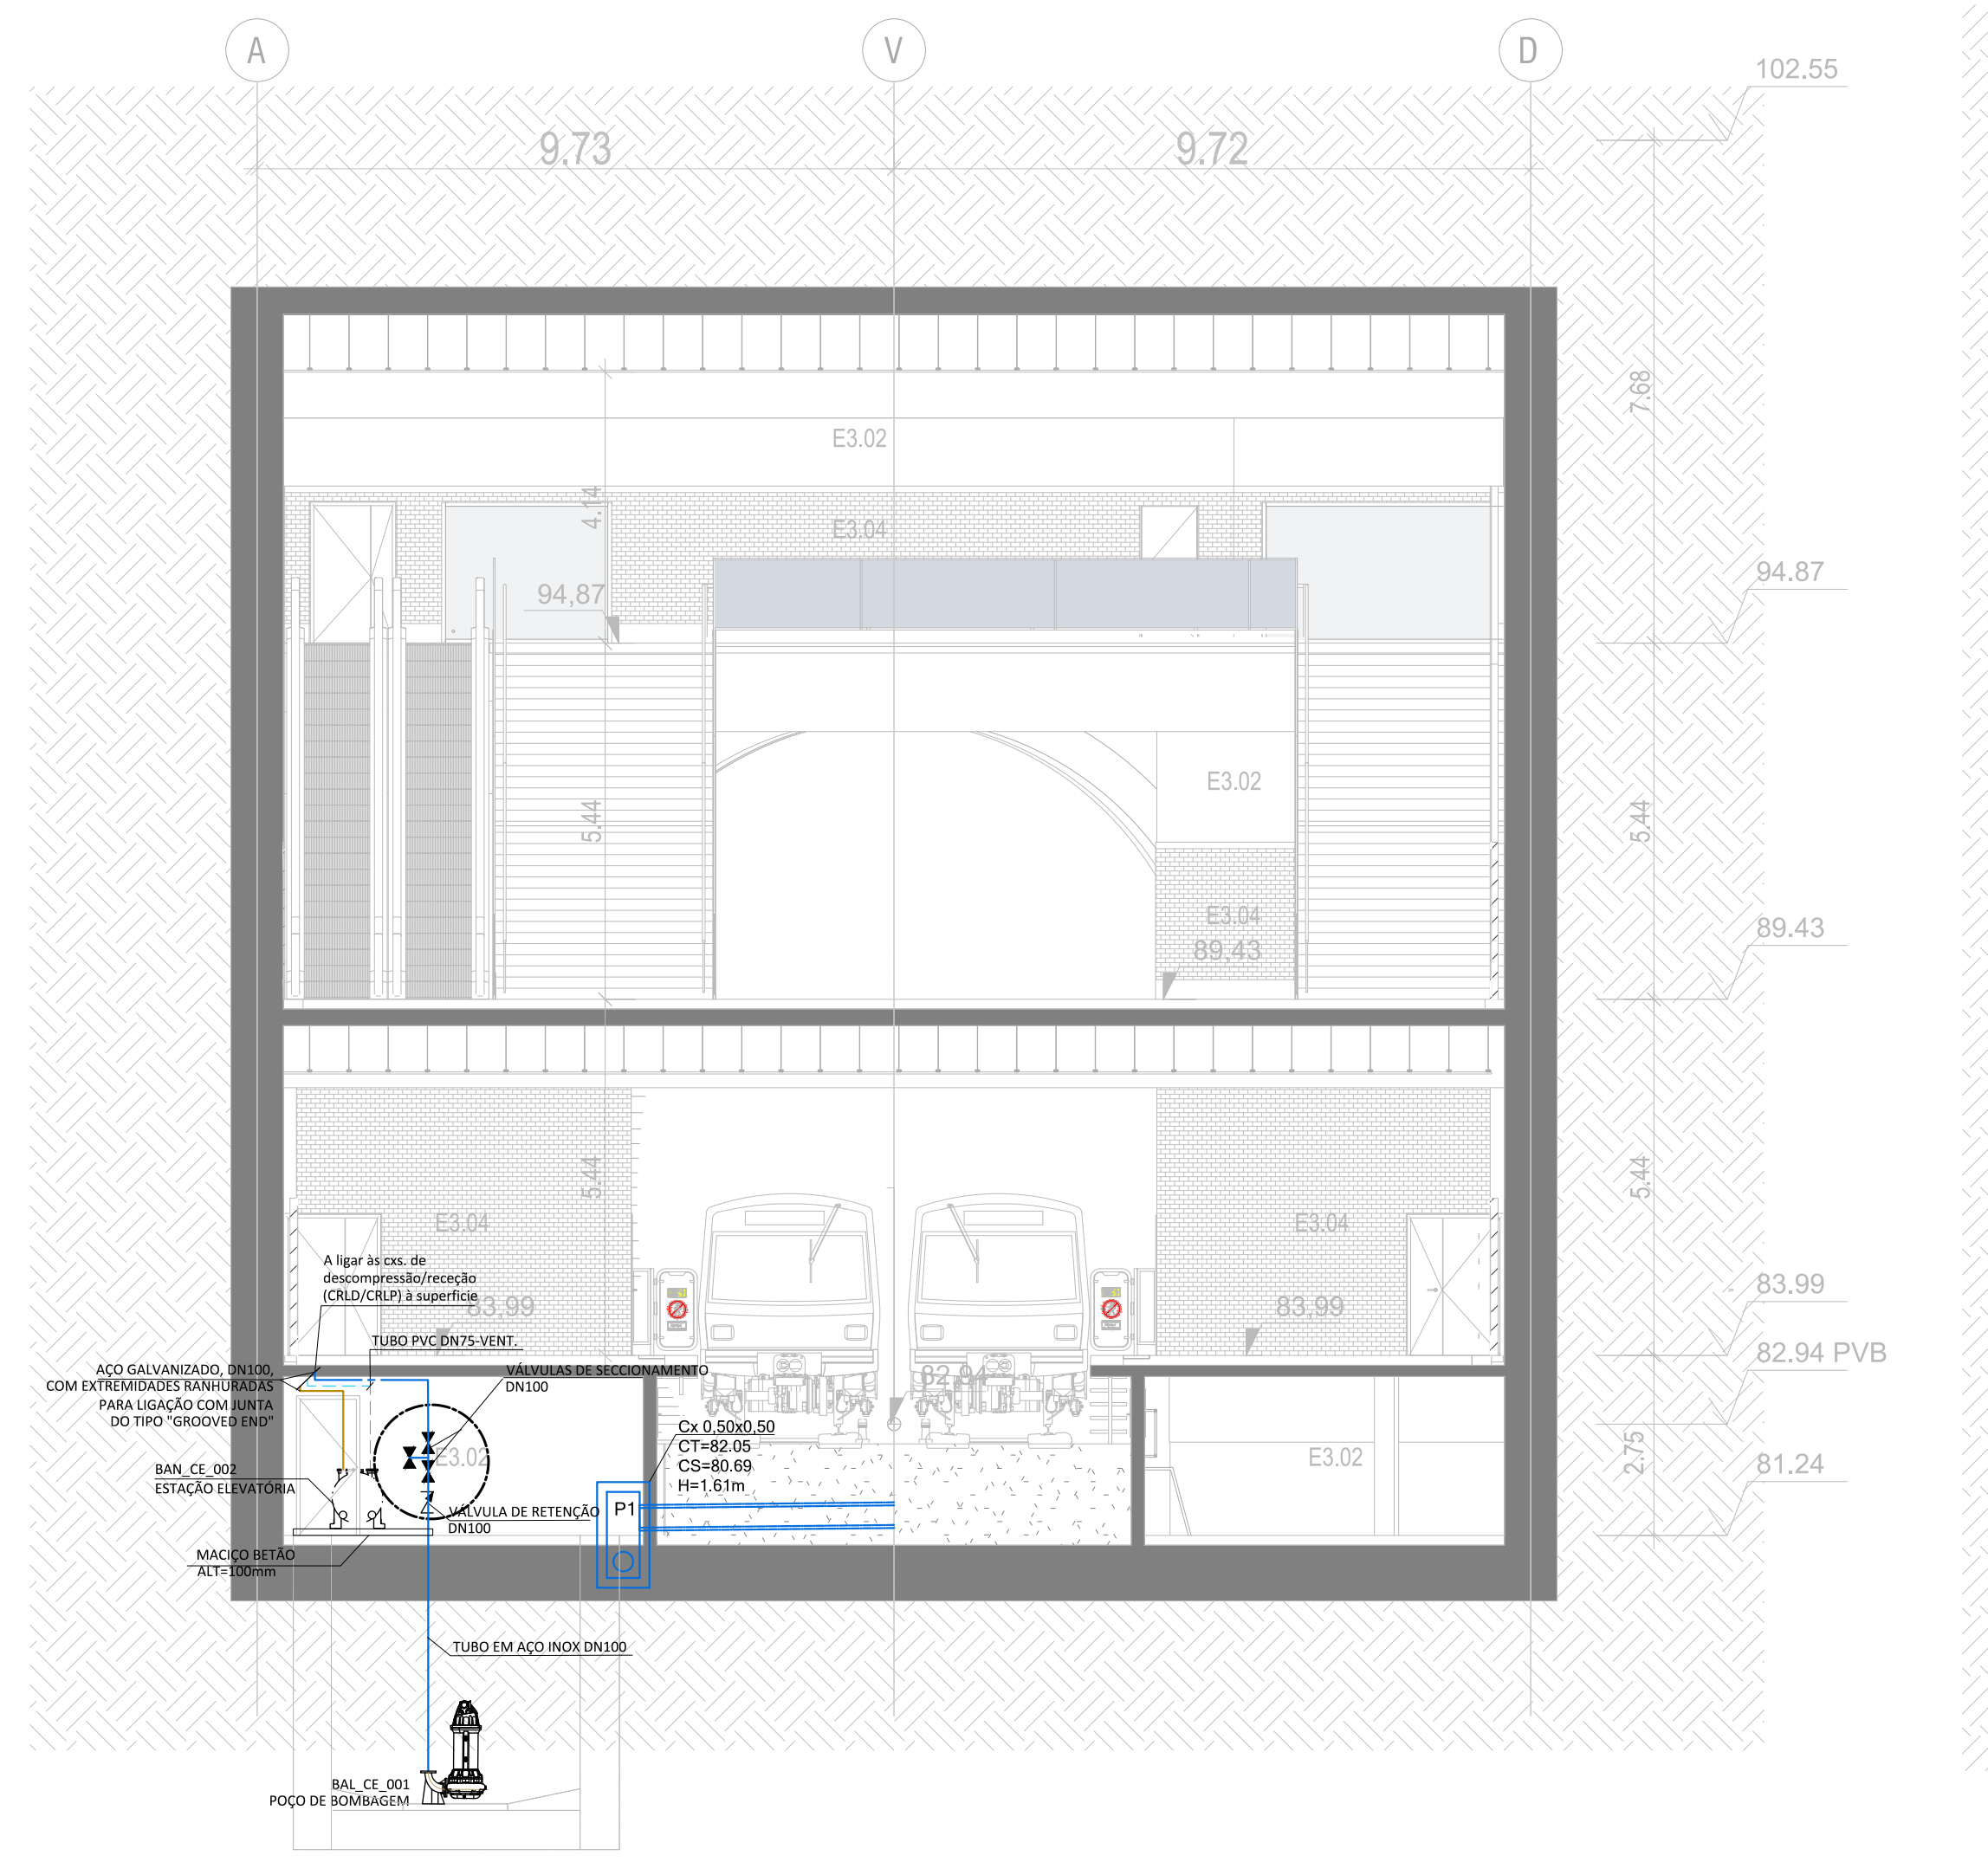 A
V
D
102.55
9.73
9.72
7.68
E3.02
4.14
E3.04
94,87
94.87
E3.02
5.44
5.44
E3.04
89,43
89.43
5.44
5.44
E3.04
E3.04
A ligar às cxs. de
descompressão/receção
(CRLD/CRLP) à superficie
83,99
83,99
83.99
TUBO PVC DN75-VENT.
82.94 PVB
AÇO GALVANIZADO, DN100,
COM EXTREMIDADES RANHURADAS
PARA LIGAÇÃO COM JUNTA
DO TIPO "GROOVED END"
VÁLVULAS DE SECCIONAMENTO
DN100
82.94
Cx 0,50x0,50
CT=82.05
CS=80.69
H=1.61m
E3.02
E3.02
2.75
81.24
BAN_CE_002
ESTAÇÃO ELEVATÓRIA
P1
VÁLVULA DE RETENÇÃO
DN100
MACIÇO BETÃO
ALT=100mm
TUBO EM AÇO INOX DN100
BAL_CE_001
POÇO DE BOMBAGEM